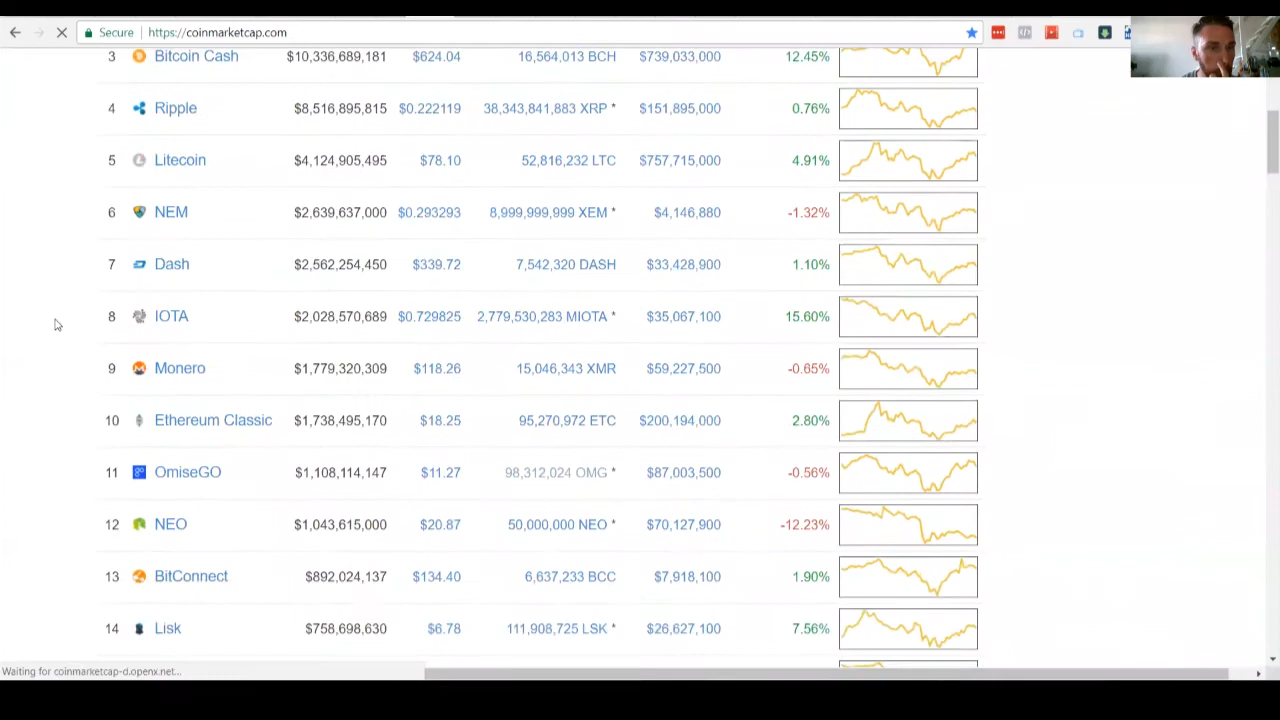 Secure https://coinmarketcap.com
3 Bitcoin Cash $10,336,689,181 $624.04 16,564,013 BCH $739,033,000 12.45%
4 Ripple $8,516,895,815 $0.222119 38,343,841,883 XRP * $151,895,000 0.76%
5 Litecoin $4,124,905,495 $78.10 52,816,232 LTC $757,715,000 4.91%
6 NEM $2,639,637,000 $0.293293 8,999,999,999 XEM * $4,146,880 -1.32%
7 Dash $2,562,254,450 $339.72 7,542,320 DASH $33,428,900 1.10%
8 IOTA $2,028,570,689 $0.729825 2,779,530,283 MIOTA * $35,067,100 15.60%
9 Monero $1,779,320,309 $118.26 15,046,343 XMR $59,227,500 -0.65%
10 Ethereum Classic $1,738,495,170 $18.25 95,270,972 ETC $200,194,000 2.80%
11 OmiseGO $1,108,114,147 $11.27 98,312,024 OMG * $87,003,500 -0.56%
12 NEO $1,043,615,000 $20.87 50,000,000 NEO * $70,127,900 -12.23%
13 BitConnect $892,024,137 $134.40 6,637,233 BCC $7,918,100 1.90%
14 Lisk $758,698,630 $6.78 111,908,725 LSK * $26,627,100 7.56%
Waiting for coinmarketcap-d.openx.net...